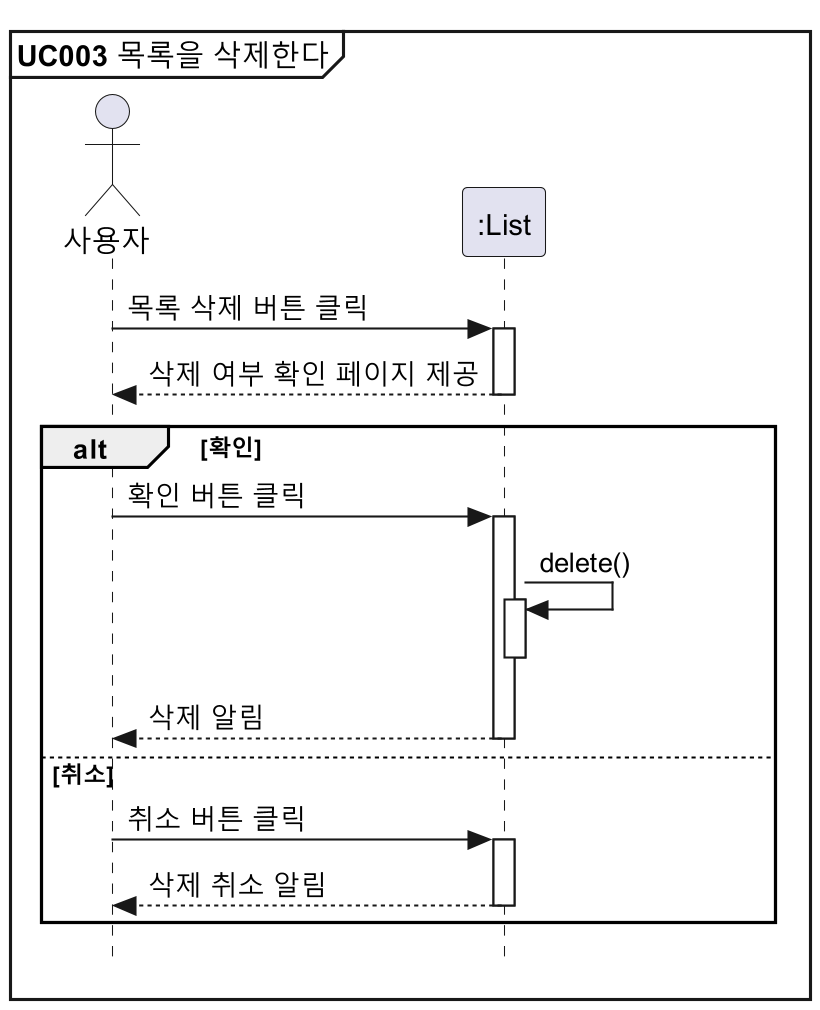 UC003 목록을 삭제한다
사용자
:List
목록 삭제 버튼 클릭
삭제 여부 확인 페이지 제공
alt
[확인]
확인 버튼 클릭
delete()
삭제 알림
[취소]
취소 버튼 클릭
삭제 취소 알림